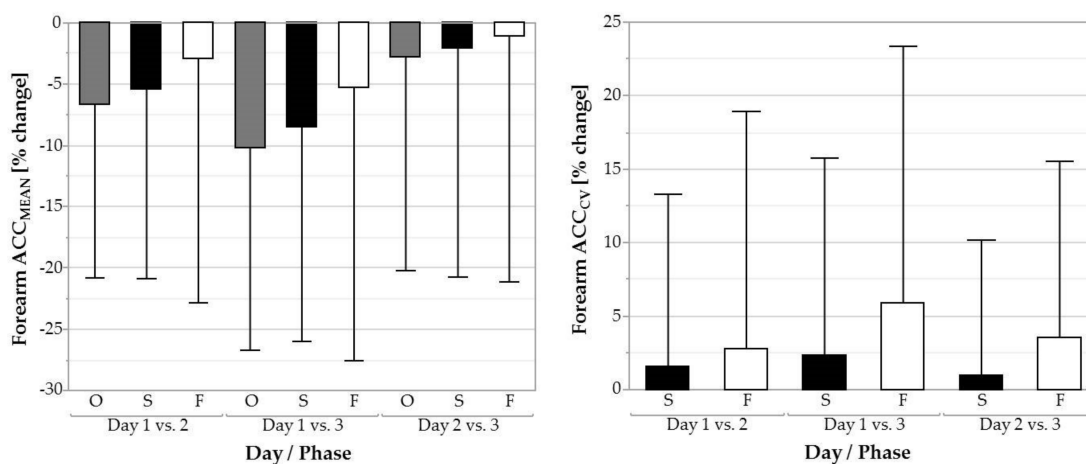 Forearm ACCMEAN [% change]
0
-5
-10
-15
-20
-25
-30
O S F O S F O S F
Day 1 vs. 2 Day 1 vs. 3 Day 2 vs. 3
Day / Phase
Forearm ACCCV [% change]
25
20
15
10
5
0
S F S F S F
Day 1 vs. 2 Day 1 vs. 3 Day 2 vs. 3
Day / Phase